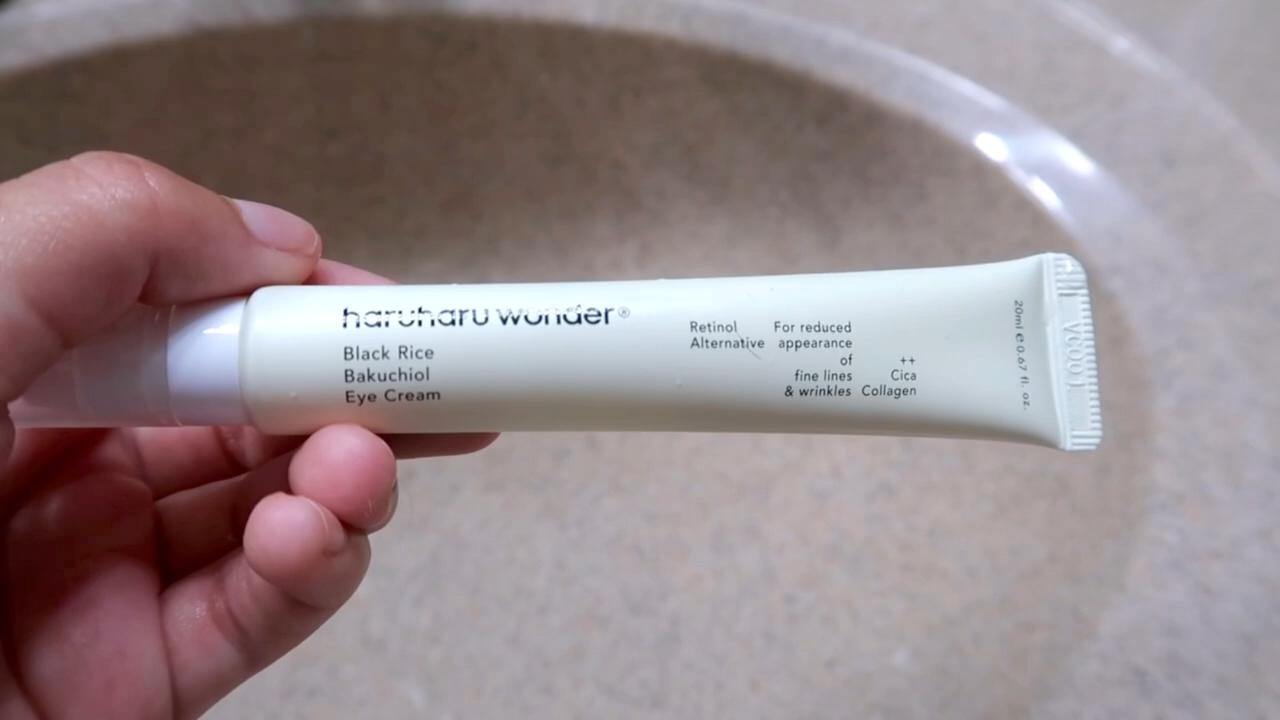 haruharu wonder®
Black Rice
Bakuchiol
Eye Cream
Retinol
Alternative
For reduced
appearance
of
fine lines
& wrinkles
++
Cica
Collagen
20ml e 0.67 fl. oz.